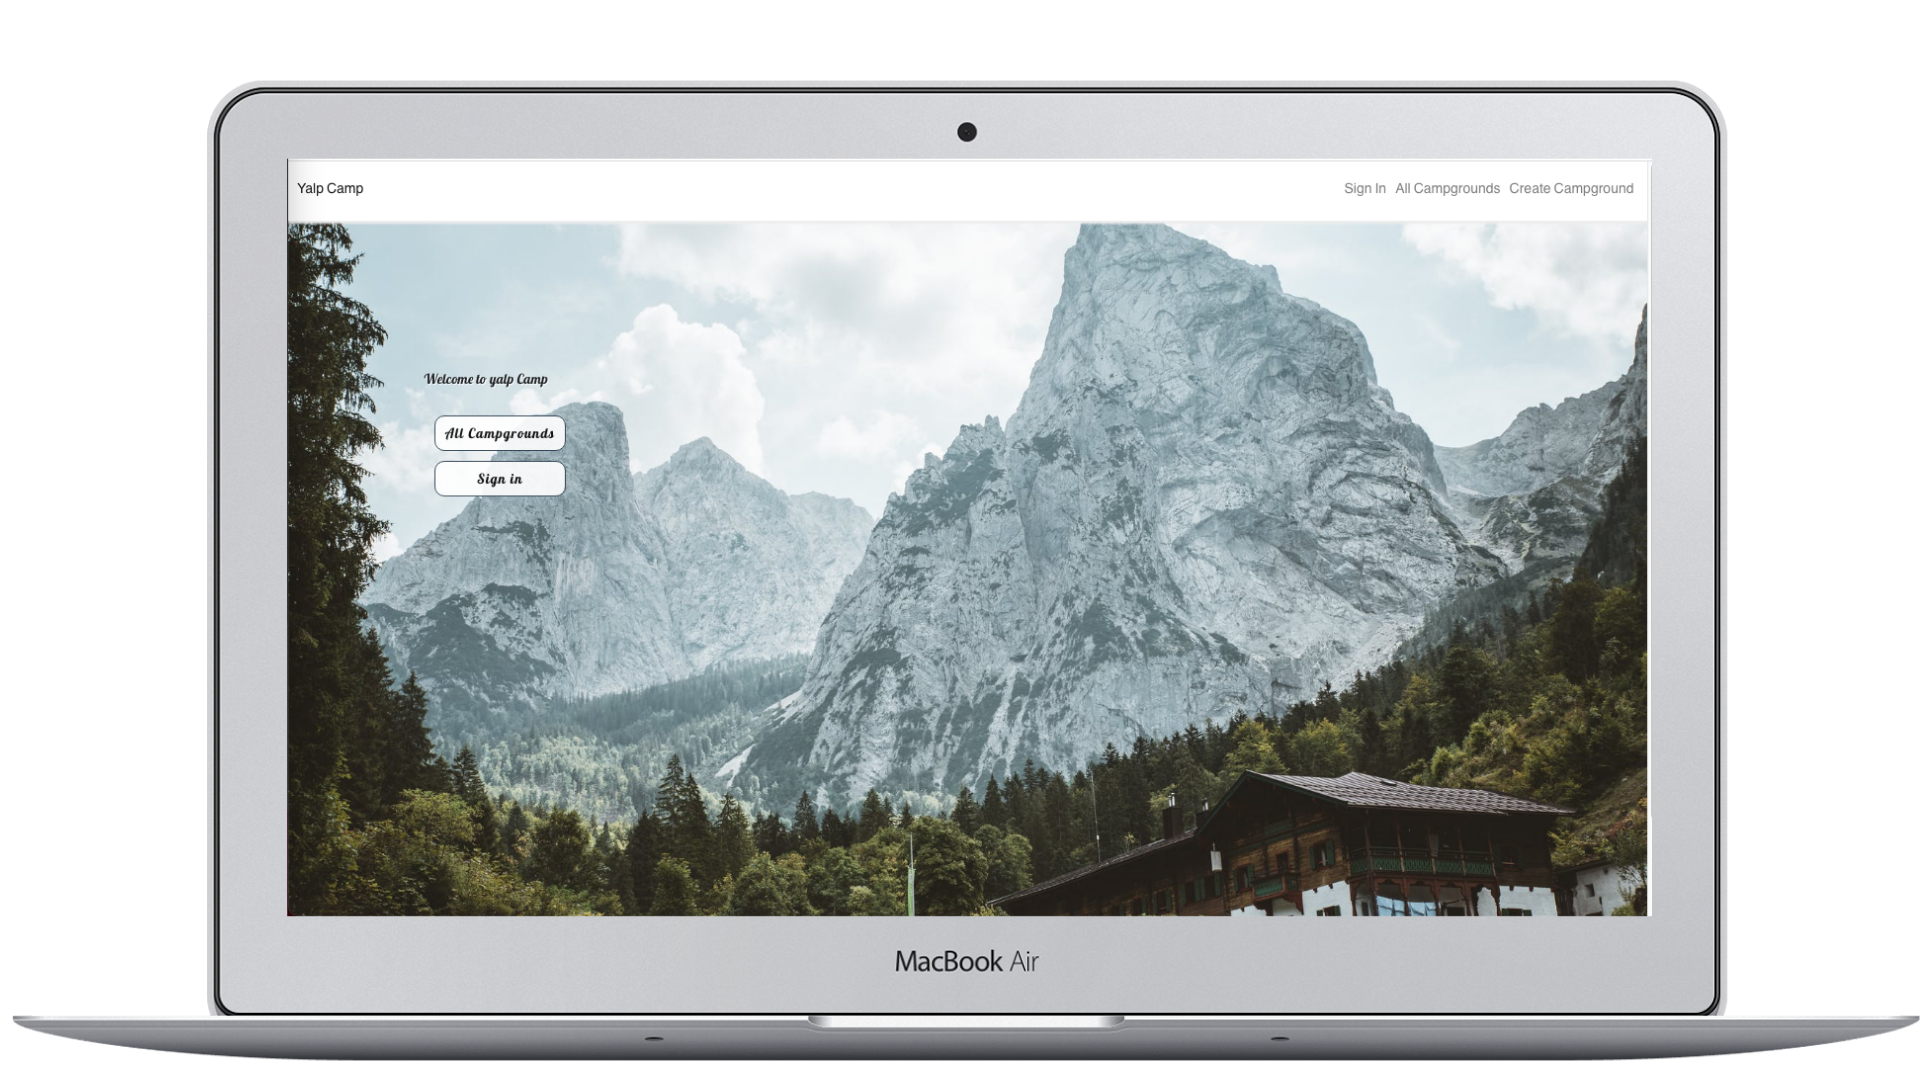 Yalp Camp
Sign In All Campgrounds Create Campground
Welcome to yalp Camp
All Campgrounds
Sign in
MacBook Air